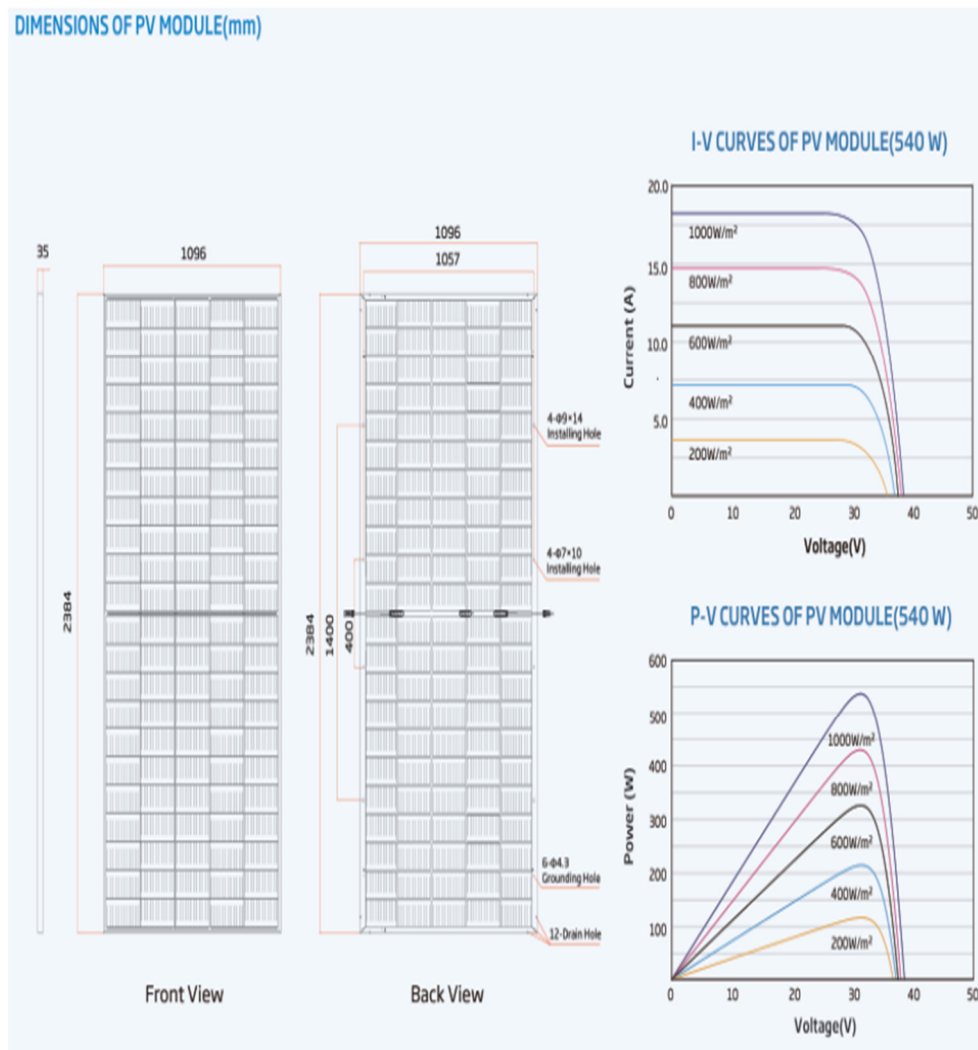 DIMENSIONS OF PV MODULE(mm)
35
1096
2384
Front View
1096
1057
2384
1400
400
4-Φ9×14
Installing Hole
4-Φ7×10
Installing Hole
6-Φ4.3
Grounding Hole
12-Drain Hole
Back View
I-V CURVES OF PV MODULE(540 W)
Current (A)
20.0
15.0
10.0
5.0
1000W/m²
800W/m²
600W/m²
400W/m²
200W/m²
0 10 20 30 40 50
Voltage(V)
P-V CURVES OF PV MODULE(540 W)
Power (W)
600
500
400
300
200
100
1000W/m²
800W/m²
600W/m²
400W/m²
200W/m²
0 10 20 30 40 50
Voltage(V)